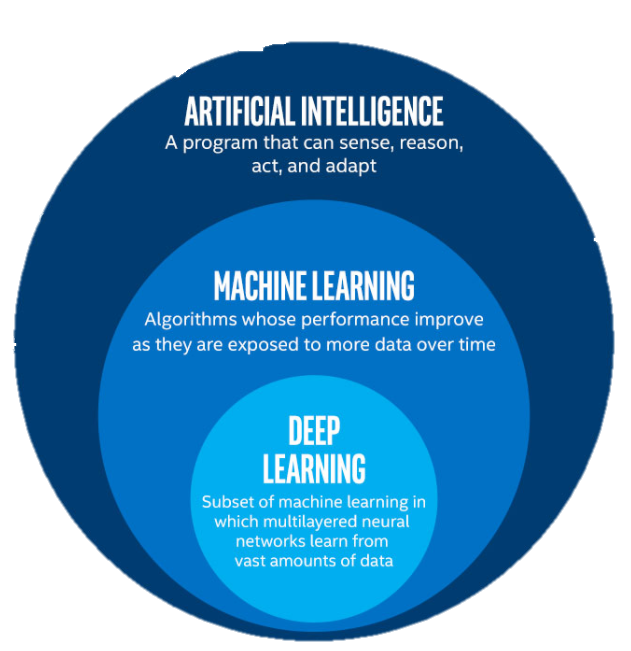 ARTIFICIAL INTELLIGENCE
A program that can sense, reason,
act, and adapt
MACHINE LEARNING
Algorithms whose performance improve
as they are exposed to more data over time
DEEP
LEARNING
Subset of machine learning in
which multilayered neural
networks learn from
vast amounts of data